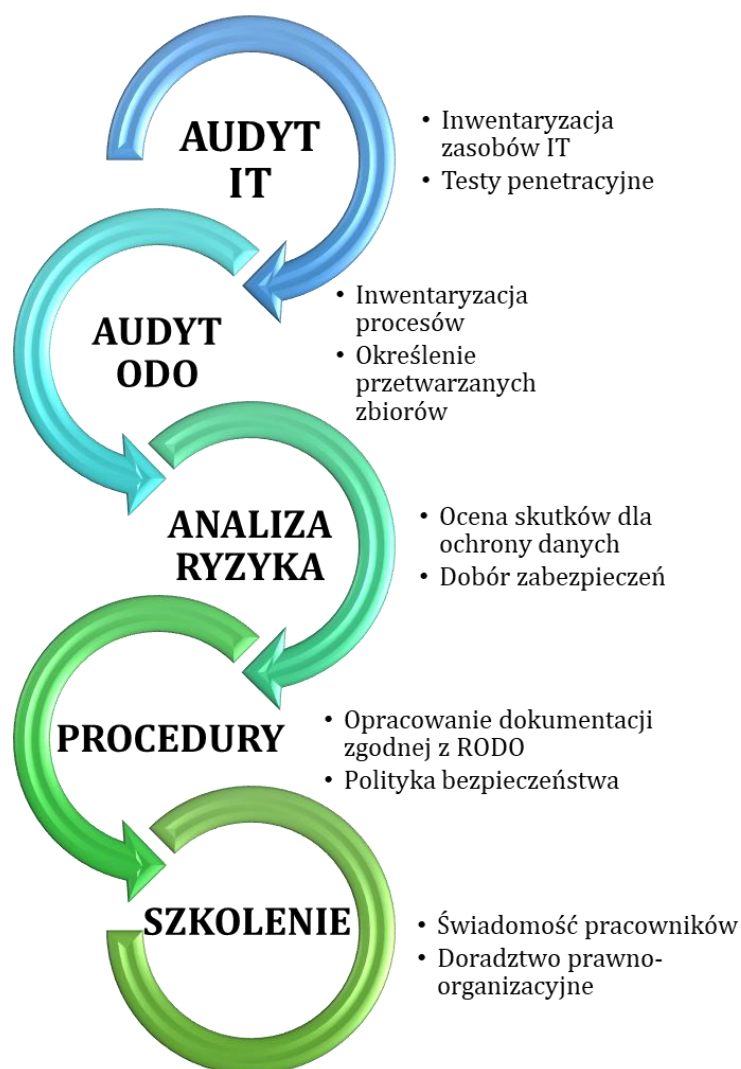 AUDYT
IT
• Inwentaryzacja
zasobów IT
• Testy penetracyjne
AUDYT
ODO
• Inwentaryzacja
procesów
• Określenie
przetwarzanych
zbiorów
ANALIZA
RYZYKA
• Ocena skutków dla
ochrony danych
• Dobór zabezpieczeń
PROCEDURY
• Opracowanie dokumentacji
zgodnej z RODO
• Polityka bezpieczeństwa
SZKOLENIE
• Świadomość pracowników
• Doradztwo prawno-
organizacyjne